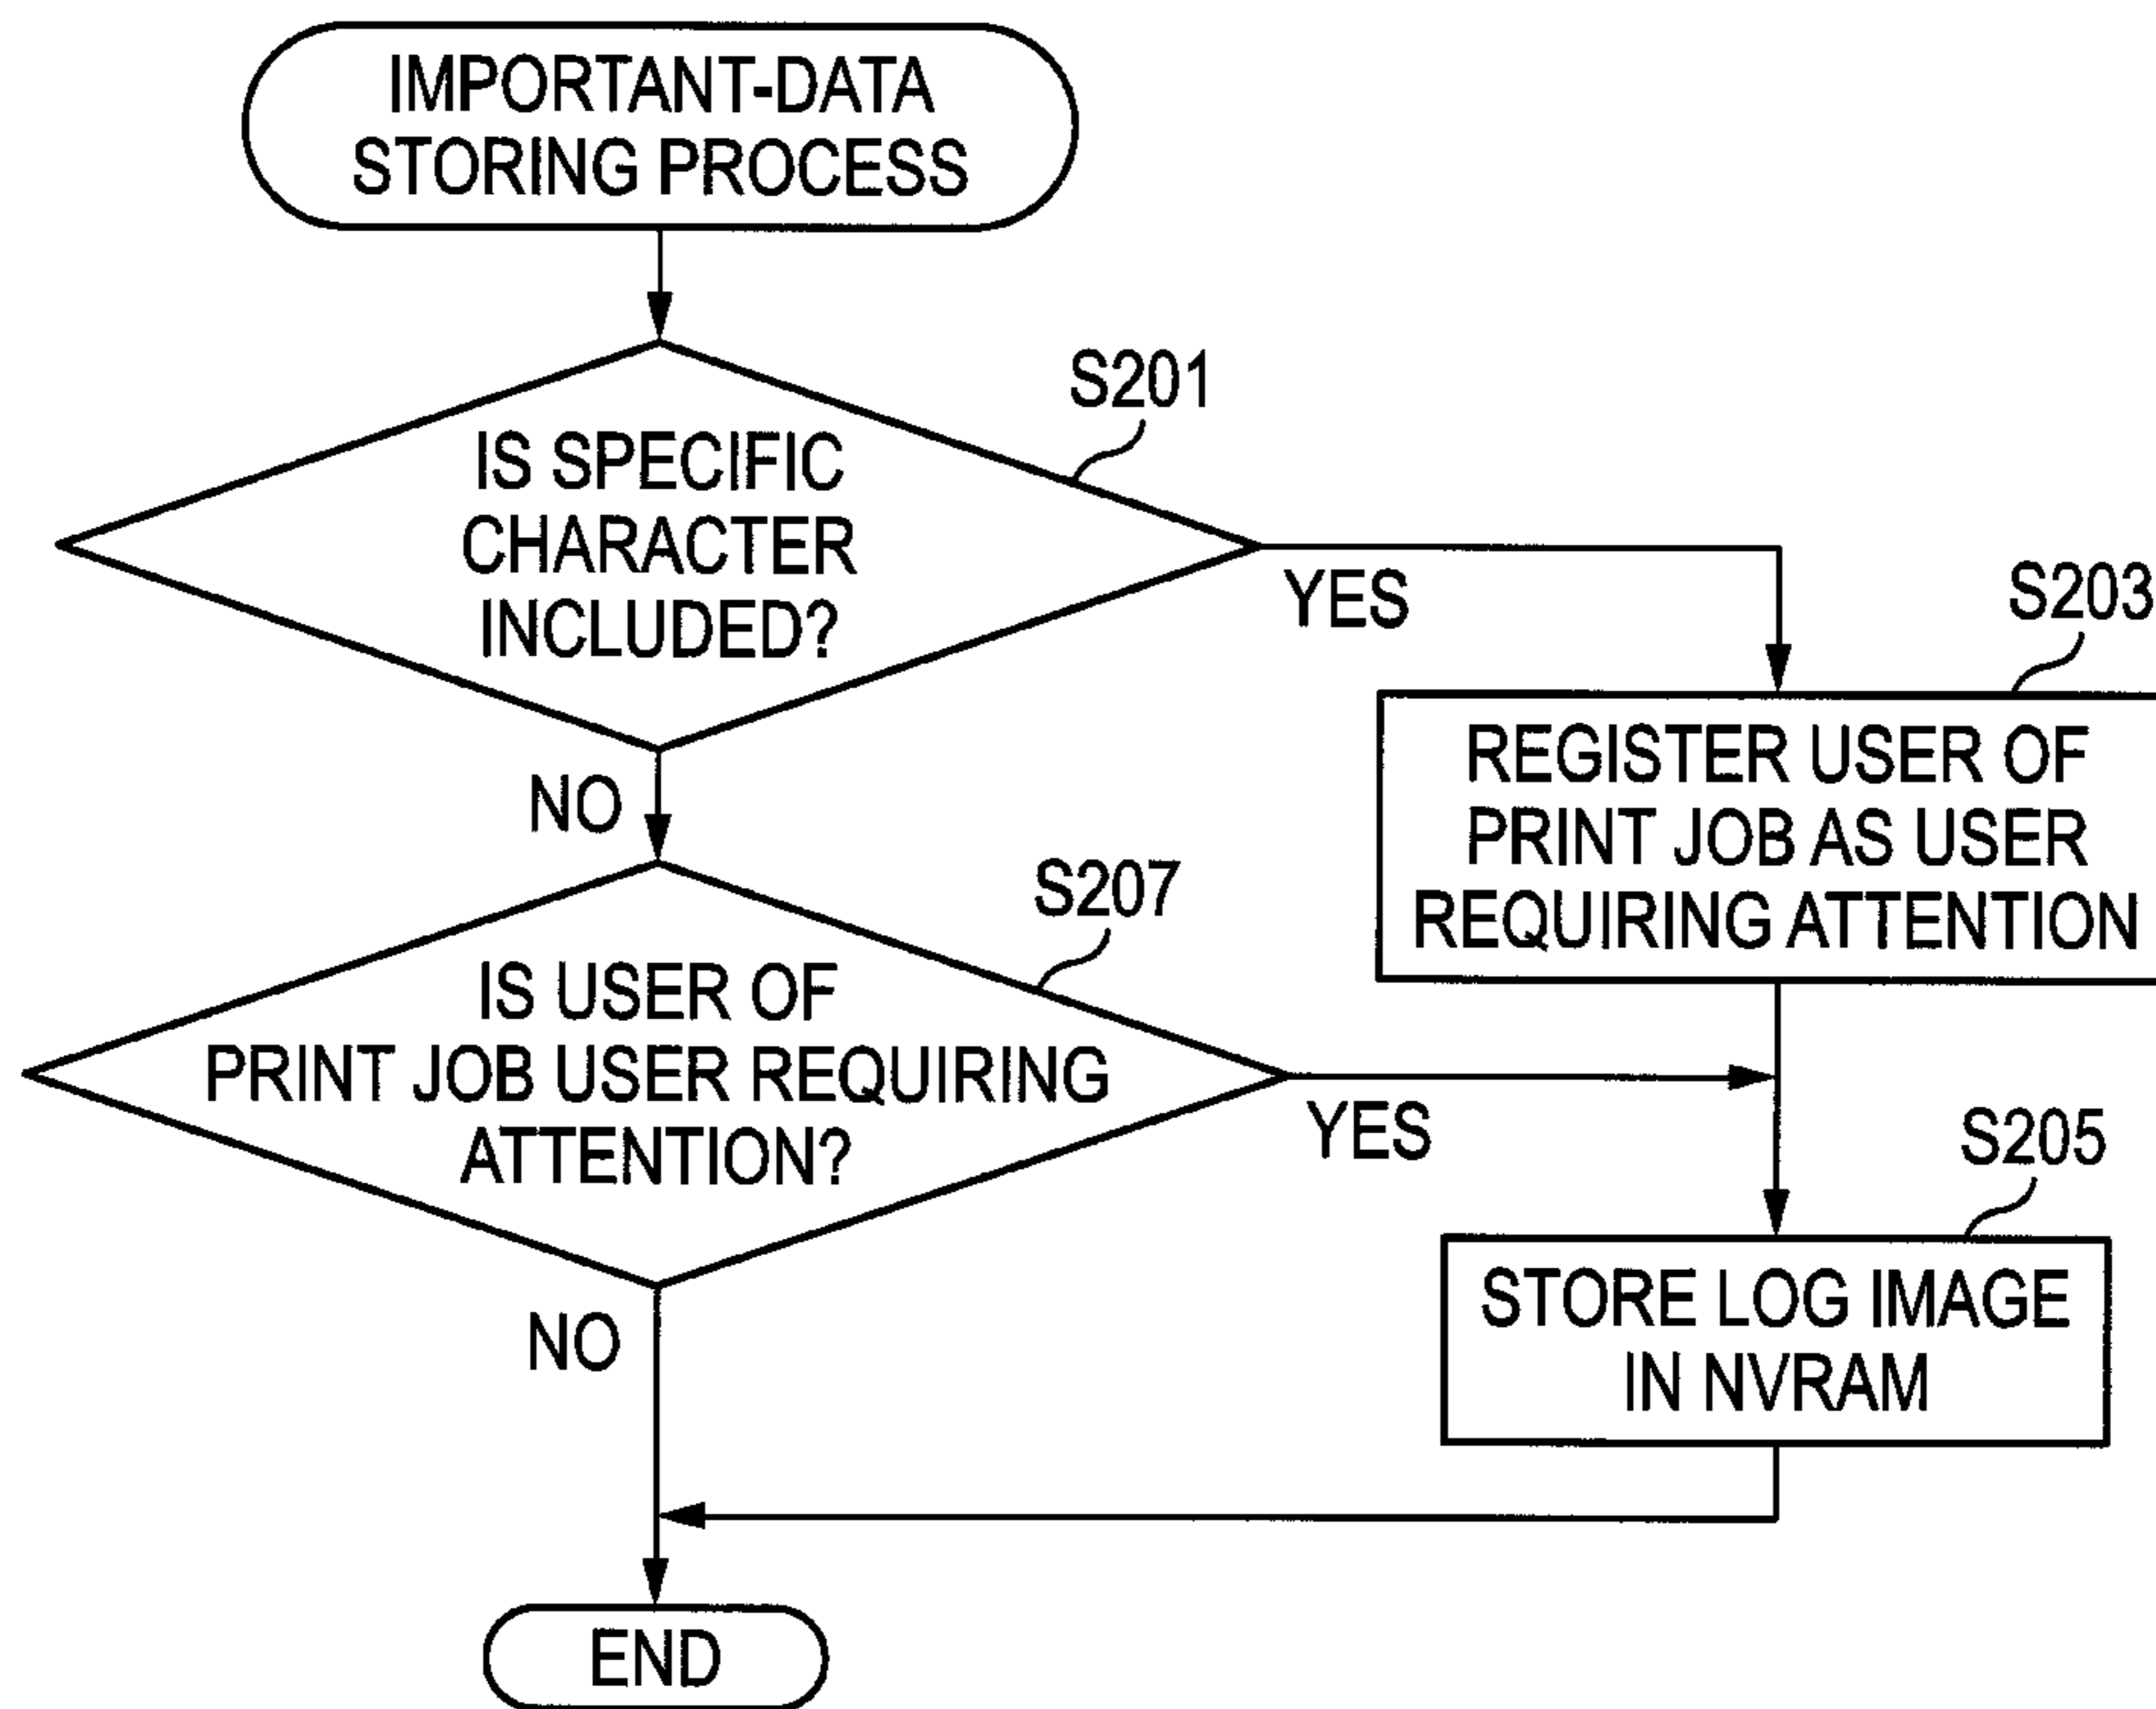 IMPORTANT-DATA
STORING PROCESS
S201
IS SPECIFIC
CHARACTER
INCLUDED?
YES
S203
REGISTER USER OF
PRINT JOB AS USER
REQUIRING ATTENTION
NO
S207
IS USER OF
PRINT JOB USER REQUIRING
ATTENTION?
YES
S205
STORE LOG IMAGE
IN NVRAM
NO
END